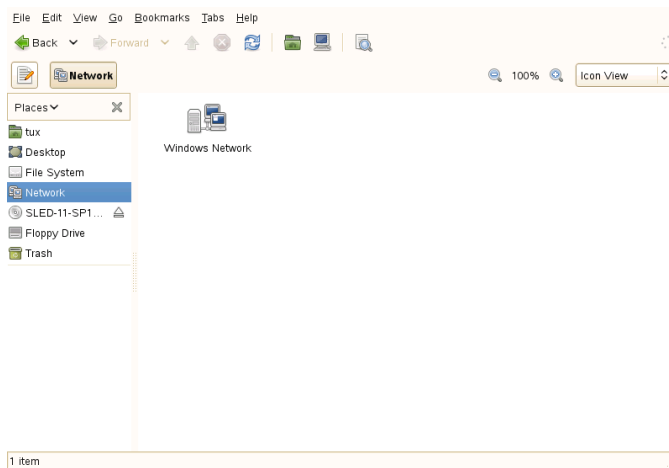 File Edit View Go Bookmarks Tabs Help
Back Forward
Network 100% Icon View
Places
tux
Desktop
File System
Network
SLED-11-SP1...
Floppy Drive
Trash
Windows Network
1 item